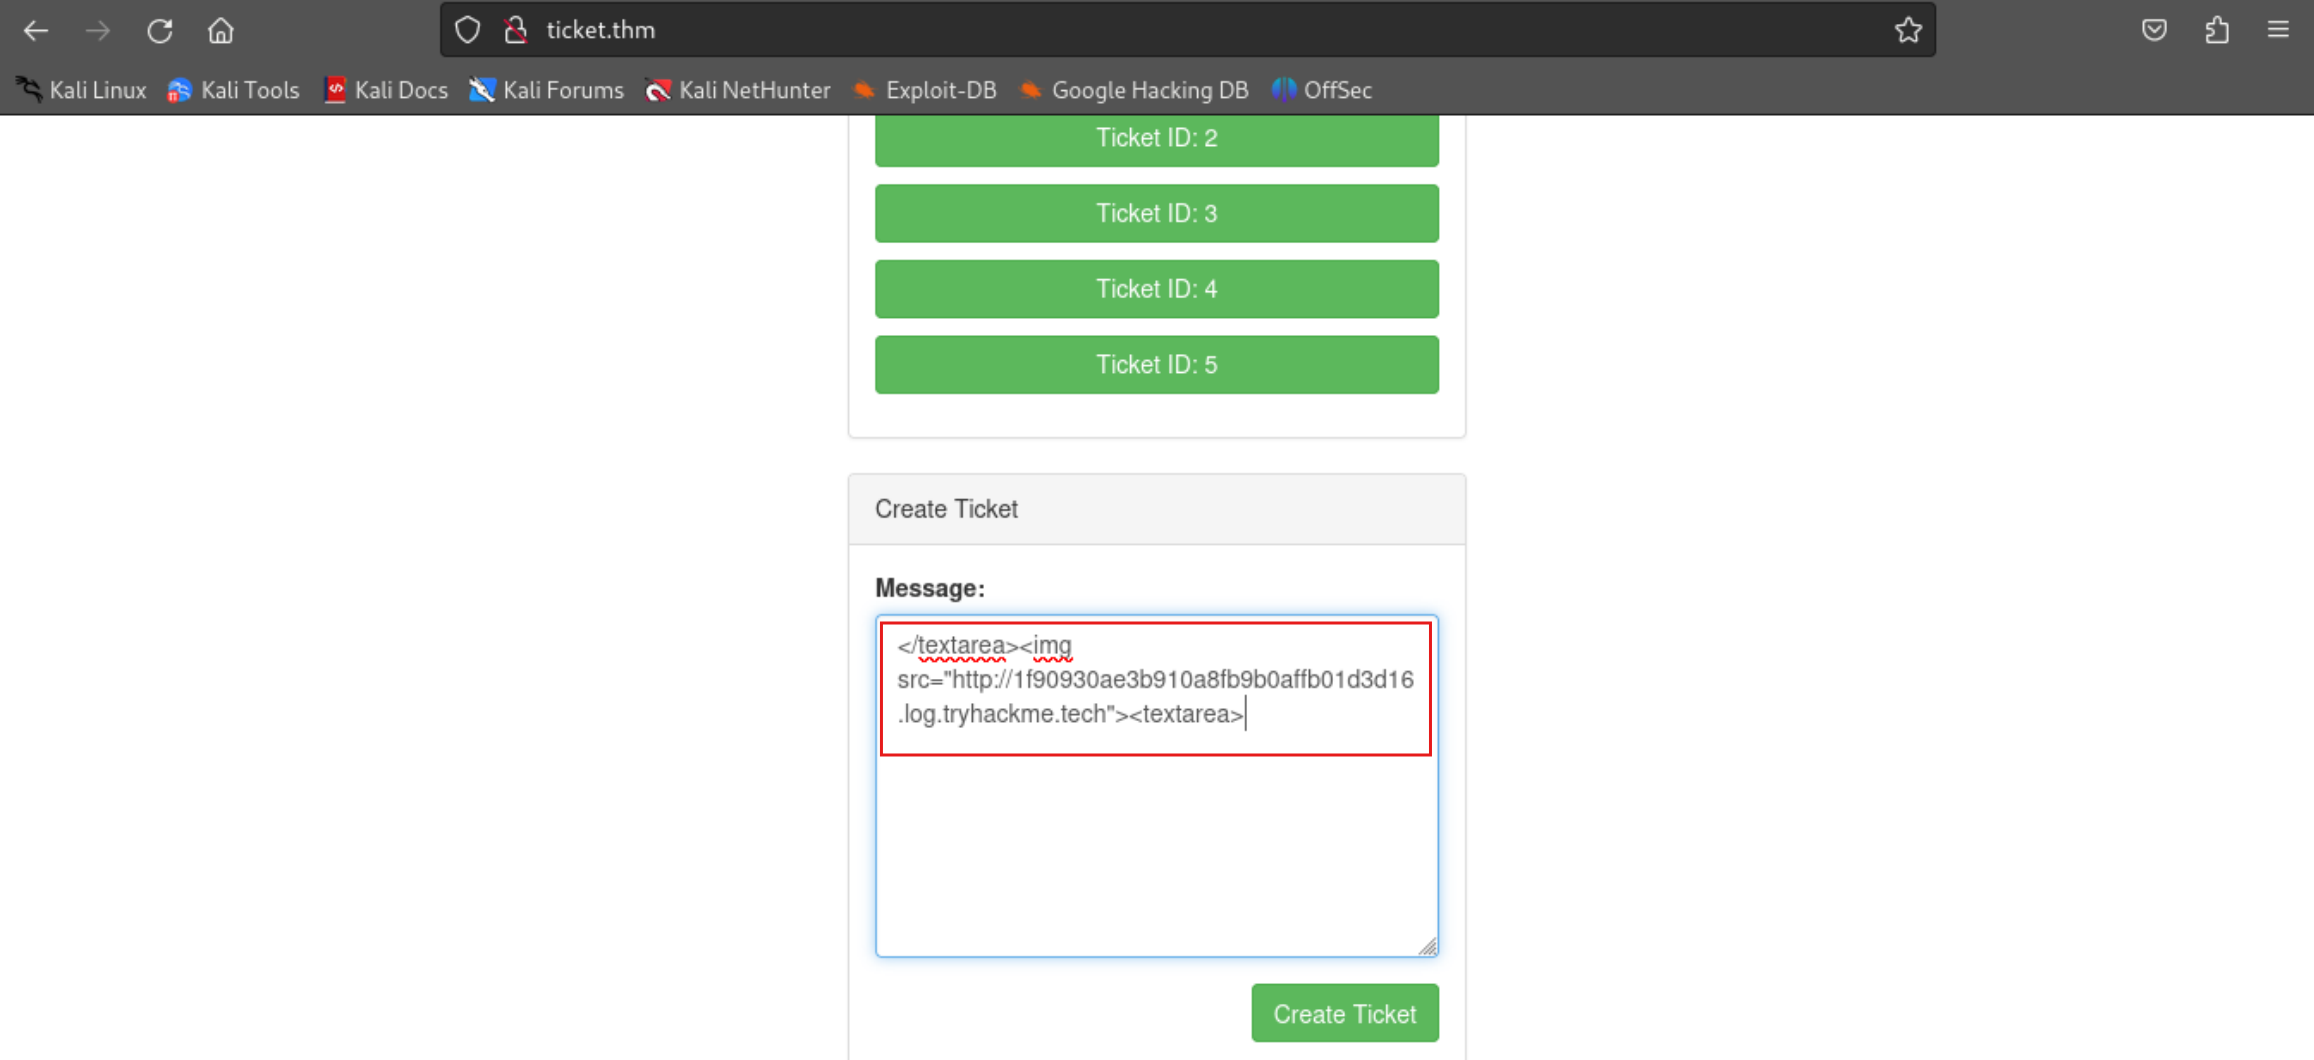 ticket.thm
Kali Linux Kali Tools Kali Docs Kali Forums Kali NetHunter Exploit-DB Google Hacking DB OffSec
Ticket ID: 2
Ticket ID: 3
Ticket ID: 4
Ticket ID: 5
Create Ticket
Message:
</textarea><img
src="http://1f90930ae3b910a8fb9b0affb01d3d16
.log.tryhackme.tech"><textarea>
Create Ticket